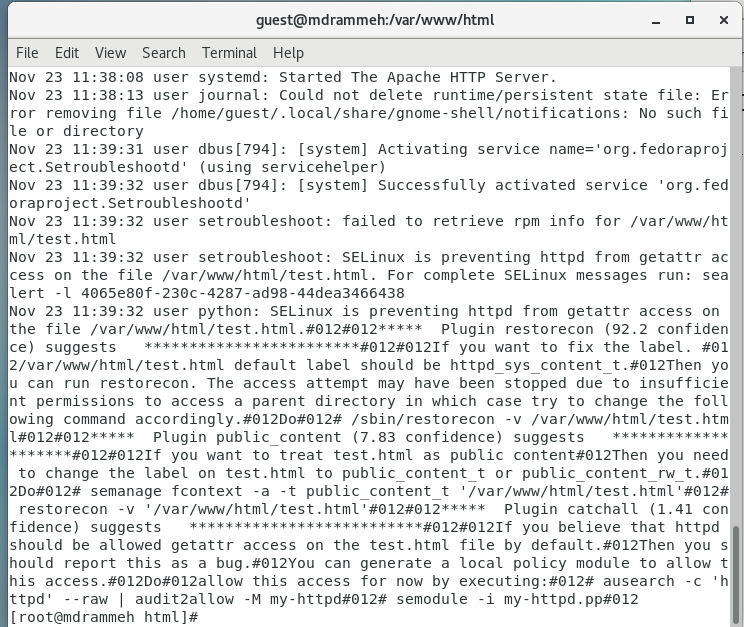 guest@mdrammeh:/var/www/html
File Edit View Search Terminal Help
Nov 23 11:38:08 user systemd: Started The Apache HTTP Server.
Nov 23 11:38:13 user journal: Could not delete runtime/persistent state file: Er
ror removing file /home/guest/.local/share/gnome-shell/notifications: No such fi
le or directory
Nov 23 11:39:31 user dbus[794]: [system] Activating service name='org.fedoraproj
ect.Setroubleshootd' (using servicehelper)
Nov 23 11:39:32 user dbus[794]: [system] Successfully activated service 'org.fed
oraproject.Setroubleshootd'
Nov 23 11:39:32 user setroubleshoot: failed to retrieve rpm info for /var/www/ht
ml/test.html
Nov 23 11:39:32 user setroubleshoot: SELinux is preventing httpd from getattr ac
cess on the file /var/www/html/test.html. For complete SELinux messages run: sea
lert -l 4065e80f-230c-4287-ad98-44dea3466438
Nov 23 11:39:32 user python: SELinux is preventing httpd from getattr access on
the file /var/www/html/test.html.#012#012*****  Plugin restorecon (92.2 confiden
ce) suggests   ************************#012#012If you want to fix the label. #01
2/var/www/html/test.html default label should be httpd_sys_content_t.#012Then yo
u can run restorecon. The access attempt may have been stopped due to insufficie
nt permissions to access a parent directory in which case try to change the foll
owing command accordingly.#012Do#012# /sbin/restorecon -v /var/www/html/test.htm
l#012#012*****  Plugin public_content (7.83 confidence) suggests   *************
*******#012#012If you want to treat test.html as public content#012Then you need
 to change the label on test.html to public_content_t or public_content_rw_t.#01
2Do#012# semanage fcontext -a -t public_content_t '/var/www/html/test.html'#012#
 restorecon -v '/var/www/html/test.html'#012#012*****  Plugin catchall (1.41 con
fidence) suggests   **************************#012#012If you believe that httpd
should be allowed getattr access on the test.html file by default.#012Then you s
hould report this as a bug.#012You can generate a local policy module to allow t
his access.#012Do#012allow this access for now by executing:#012# ausearch -c 'h
ttpd' --raw | audit2allow -M my-httpd#012# semodule -i my-httpd.pp#012
[root@mdrammeh html]#